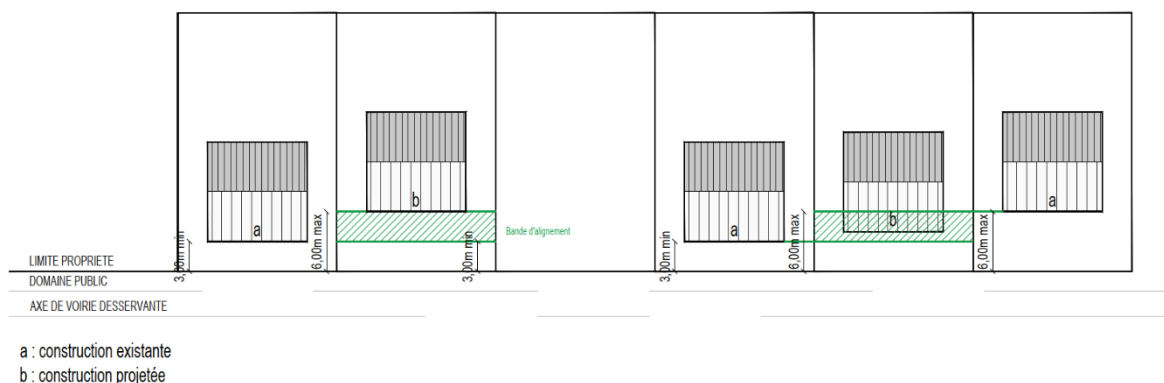 b
b
a
a
a
Bande d'alignement
3,00m min
6,00m max
3,00m min
3,00m min
6,00m max
6,00m max
LIMITE PROPRIETE
DOMAINE PUBLIC
AXE DE VOIRIE DESSERVANTE
a : construction existante
b : construction projetée